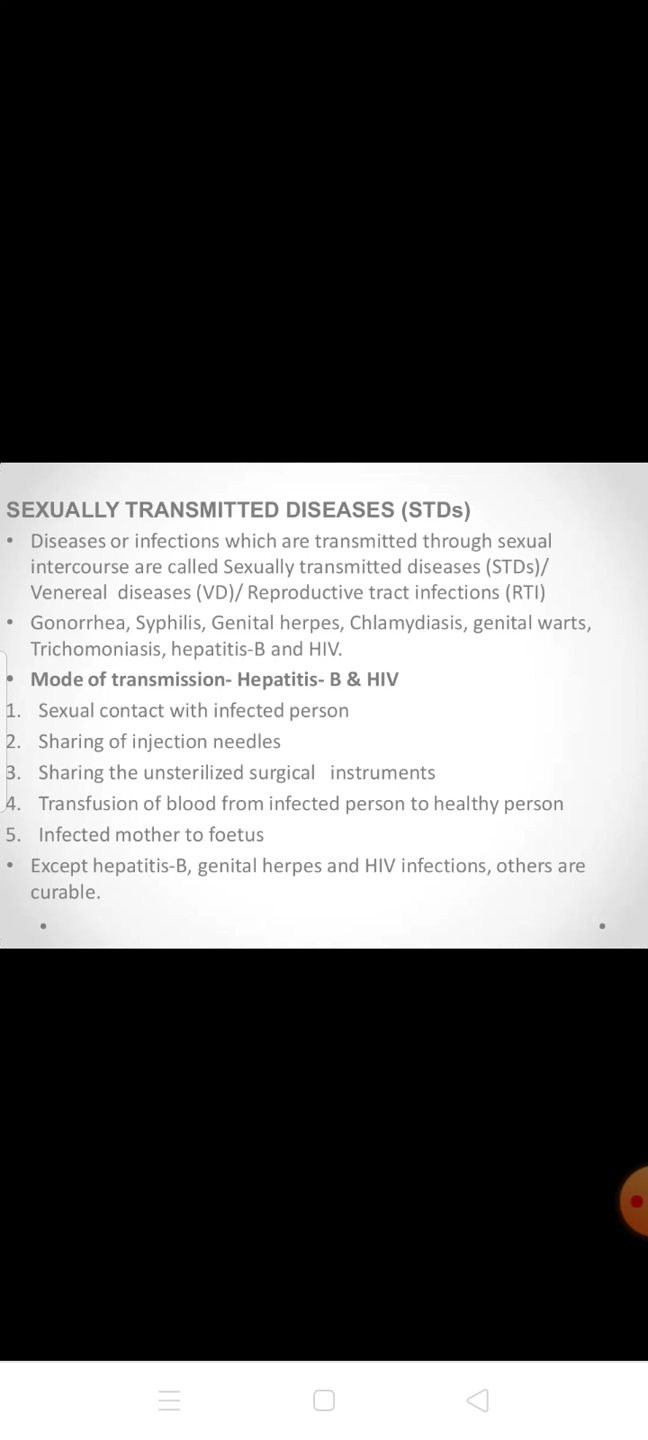 SEXUALLY TRANSMITTED DISEASES (STDs)
• Diseases or infections which are transmitted through sexual
intercourse are called Sexually transmitted diseases (STDs)/
Venereal diseases (VD)/ Reproductive tract infections (RTI)
• Gonorrhea, Syphilis, Genital herpes, Chlamydiasis, genital warts,
Trichomoniasis, hepatitis-B and HIV.
• Mode of transmission- Hepatitis- B & HIV
1. Sexual contact with infected person
2. Sharing of injection needles
3. Sharing the unsterilized surgical instruments
4. Transfusion of blood from infected person to healthy person
5. Infected mother to foetus
• Except hepatitis-B, genital herpes and HIV infections, others are
curable.